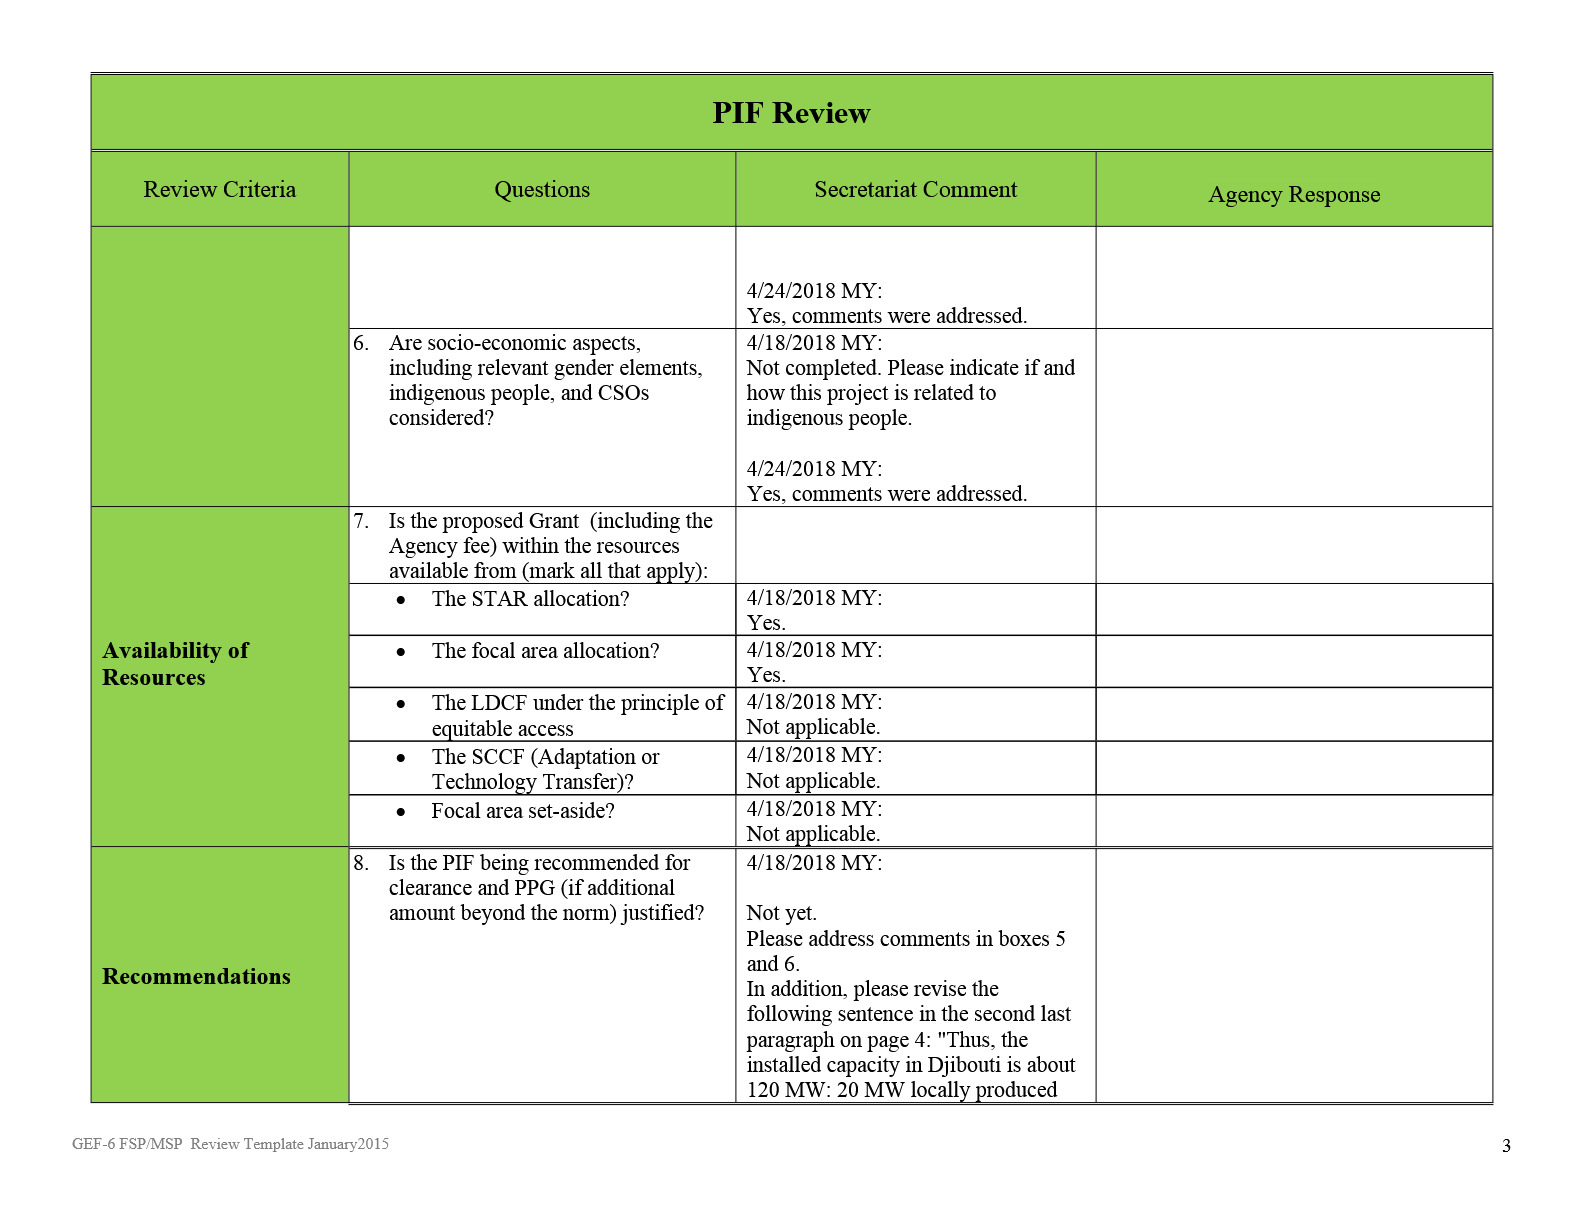 PIF Review
Review Criteria
Questions
Secretariat Comment
Agency Response
4/24/2018 MY:
Yes, comments were addressed.
6. Are socio-economic aspects,
including relevant gender elements,
indigenous people, and CSOs
considered?
4/18/2018 MY:
Not completed. Please indicate if and
how this project is related to
indigenous people.
4/24/2018 MY:
Yes, comments were addressed.
Availability of
Resources
7. Is the proposed Grant  (including the
Agency fee) within the resources
available from (mark all that apply):
• The STAR allocation?
4/18/2018 MY:
Yes.
• The focal area allocation?
4/18/2018 MY:
Yes.
• The LDCF under the principle of
equitable access
4/18/2018 MY:
Not applicable.
• The SCCF (Adaptation or
Technology Transfer)?
4/18/2018 MY:
Not applicable.
• Focal area set-aside?
4/18/2018 MY:
Not applicable.
Recommendations
8. Is the PIF being recommended for
clearance and PPG (if additional
amount beyond the norm) justified?
4/18/2018 MY:
Not yet.
Please address comments in boxes 5
and 6.
In addition, please revise the
following sentence in the second last
paragraph on page 4: "Thus, the
installed capacity in Djibouti is about
120 MW: 20 MW locally produced
GEF-6 FSP/MSP  Review Template January2015
3